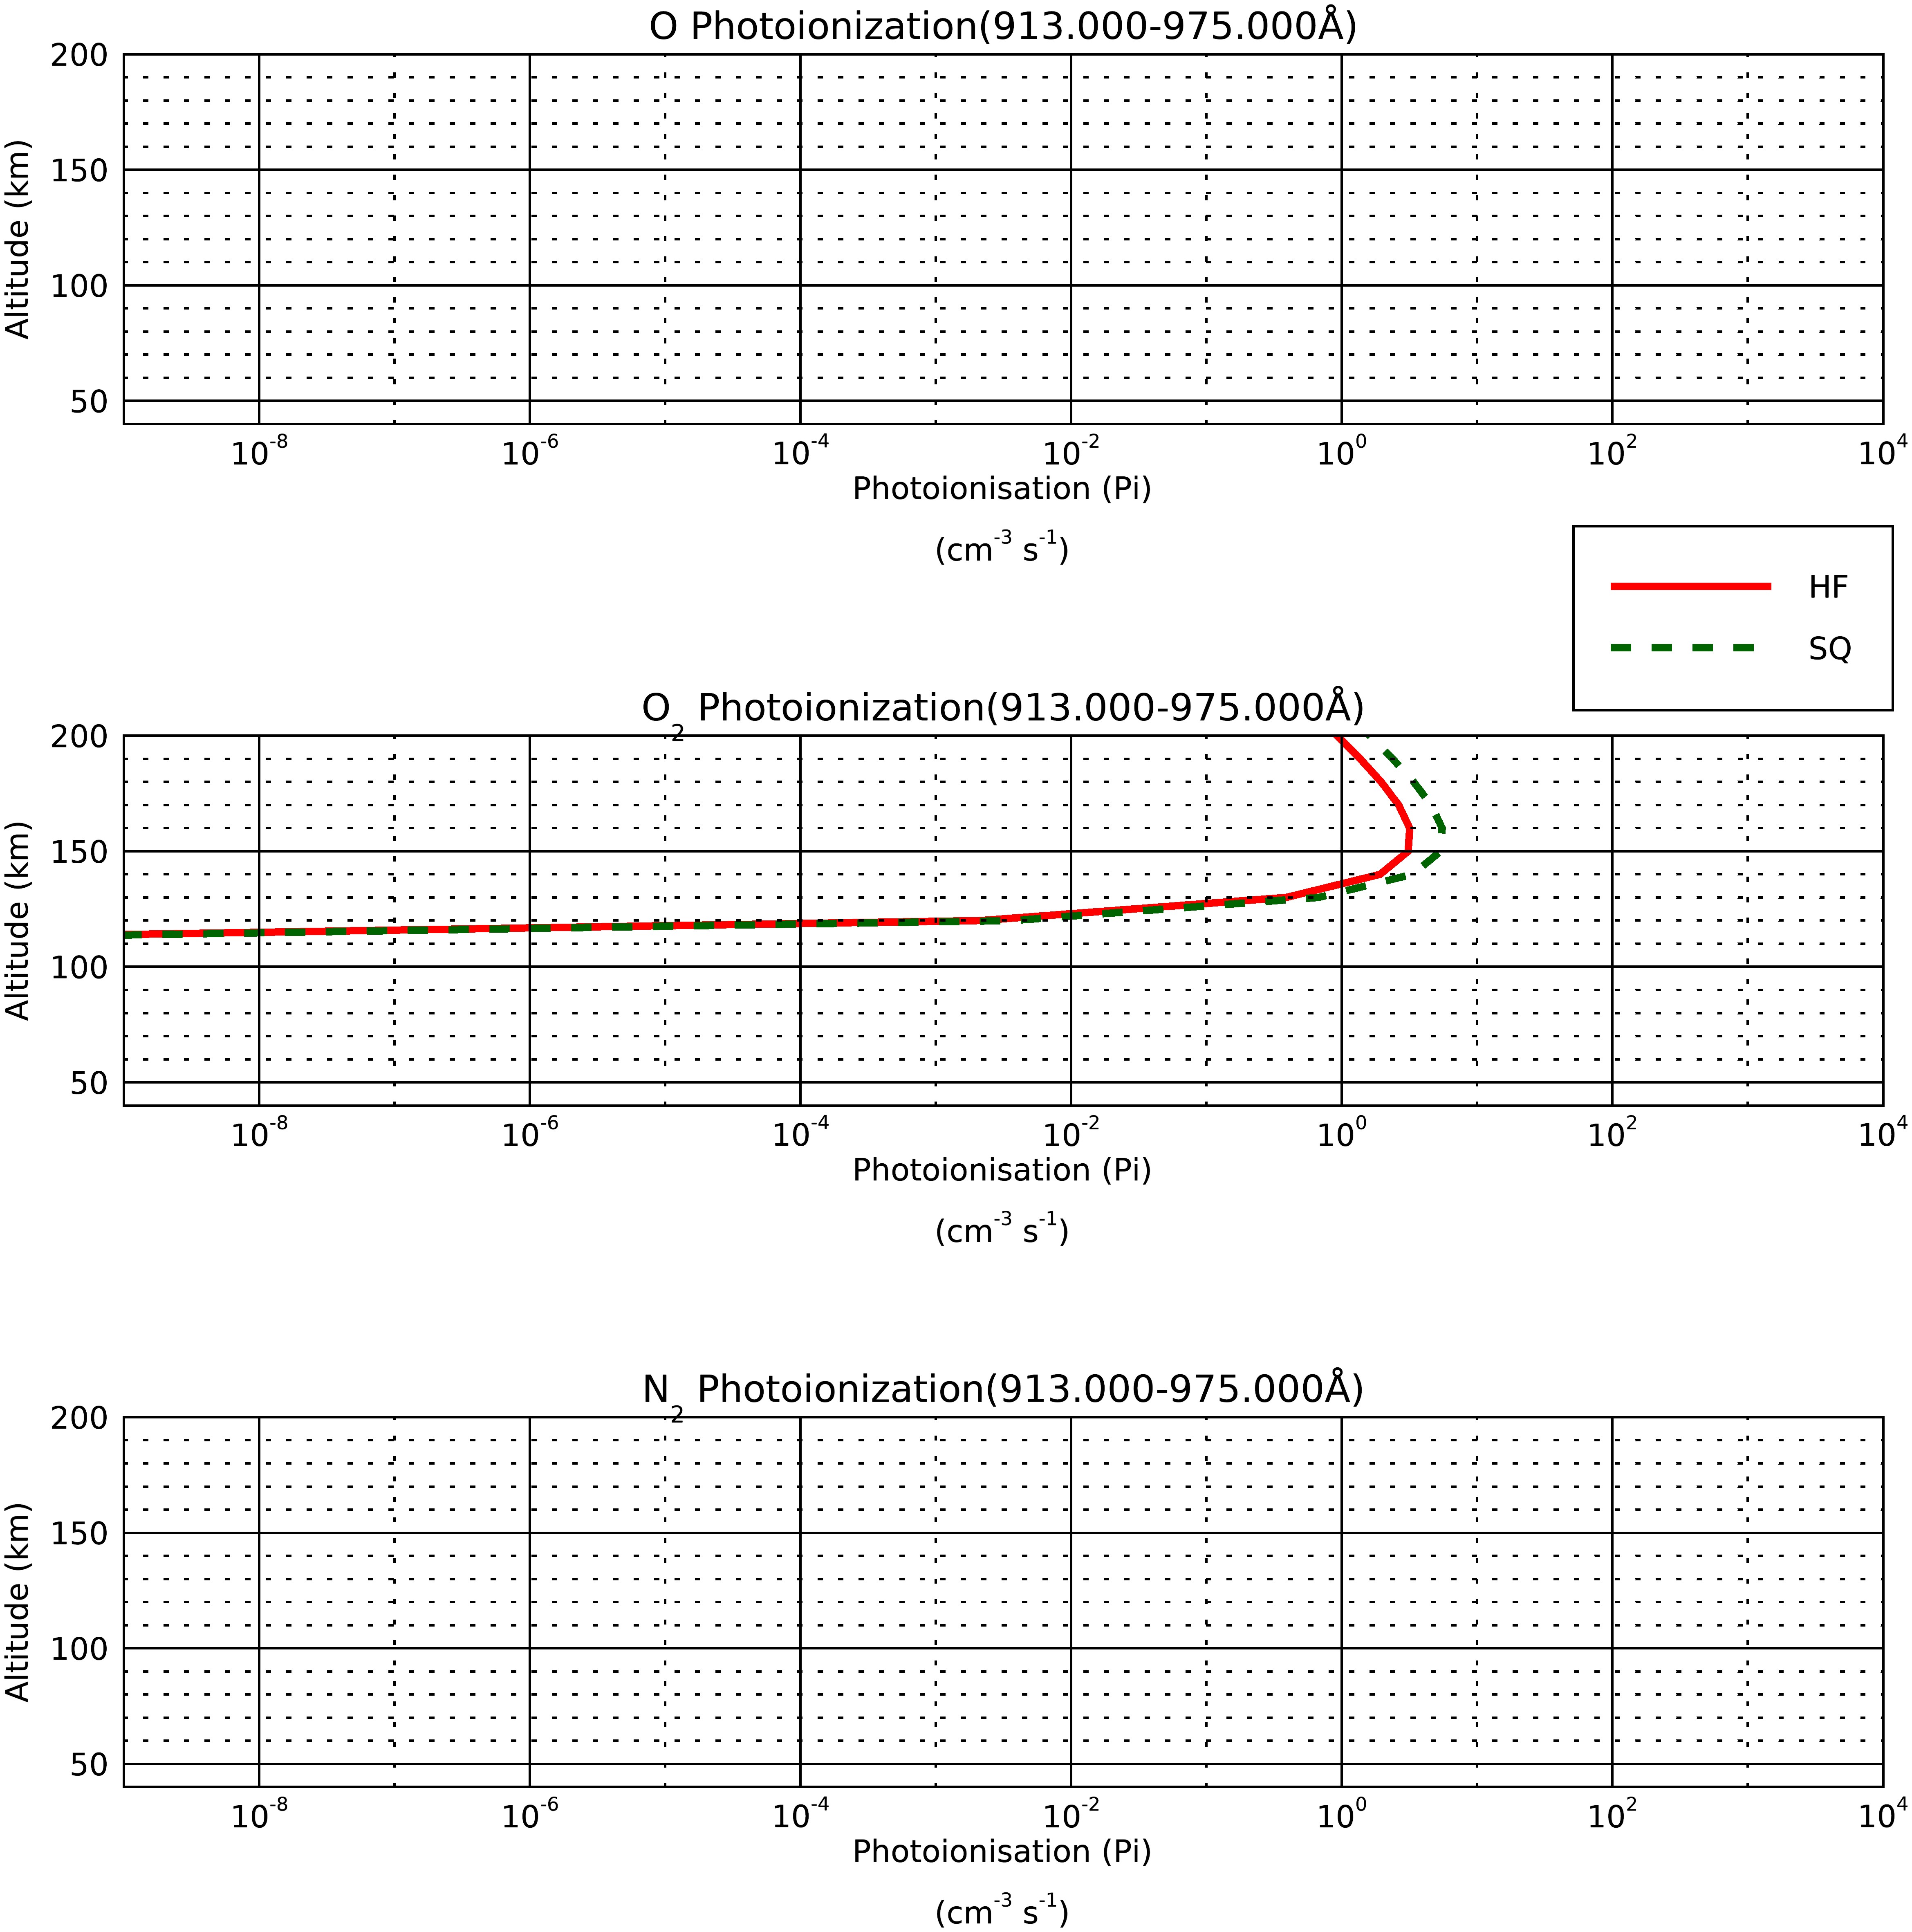 O Photoionization(913.000-975.000Å)
200
150
100
50
Altitude (km)
10-8 10-6 10-4 10-2 100 102 104
Photoionisation (Pi)
(cm-3 s-1)
HF
SQ
O2 Photoionization(913.000-975.000Å)
200
150
100
50
Altitude (km)
10-8 10-6 10-4 10-2 100 102 104
Photoionisation (Pi)
(cm-3 s-1)
N2 Photoionization(913.000-975.000Å)
200
150
100
50
Altitude (km)
10-8 10-6 10-4 10-2 100 102 104
Photoionisation (Pi)
(cm-3 s-1)